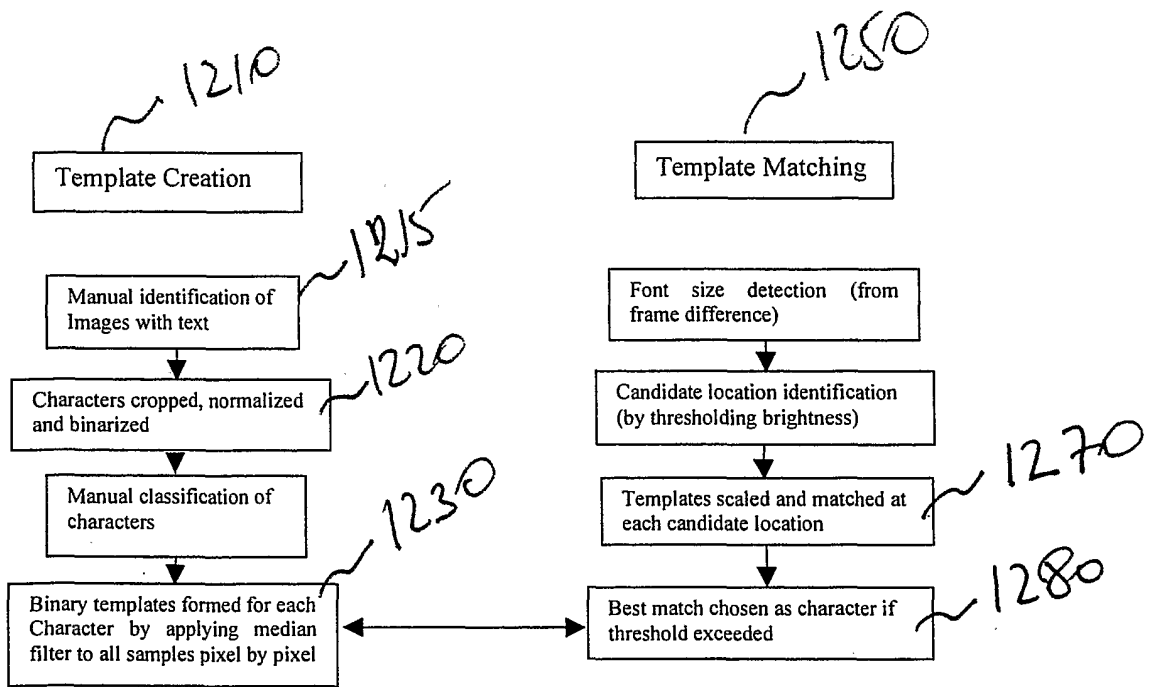 1210
Template Creation
1215
Manual identification of
Images with text
1220
Characters cropped, normalized
and binarized
Manual classification of
characters
1230
Binary templates formed for each
Character by applying median
filter to all samples pixel by pixel
1250
Template Matching
Font size detection (from
frame difference)
Candidate location identification
(by thresholding brightness)
1270
Templates scaled and matched at
each candidate location
1280
Best match chosen as character if
threshold exceeded